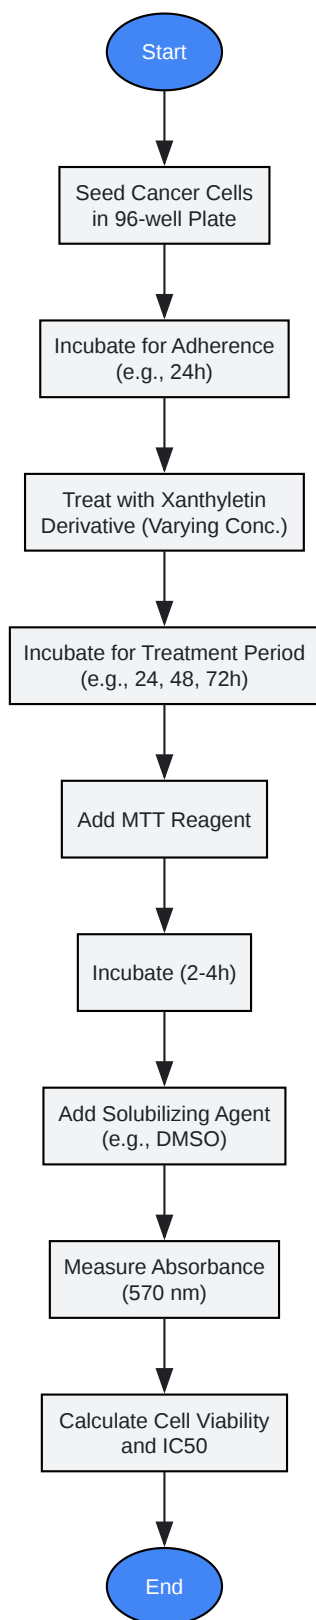 Start
Seed Cancer Cells
in 96-well Plate
Incubate for Adherence
(e.g., 24h)
Treat with Xanthyletin
Derivative (Varying Conc.)
Incubate for Treatment Period
(e.g., 24, 48, 72h)
Add MTT Reagent
Incubate (2-4h)
Add Solubilizing Agent
(e.g., DMSO)
Measure Absorbance
(570 nm)
Calculate Cell Viability
and IC50
End